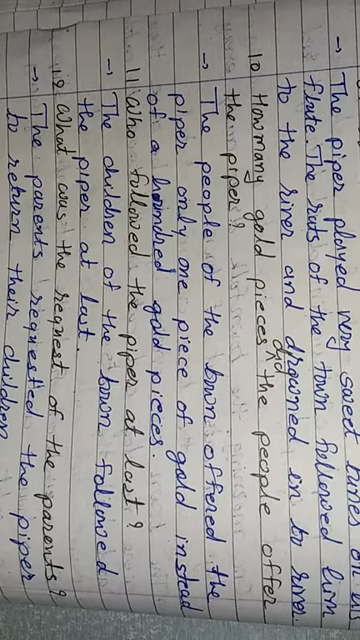 → The piper played very sweet tunes on his
flute. The rats of the town followed him
to the river and drowned in to river.
10 How many gold pieces did the people offer
the piper?
→ The people of the town offered the
piper only one piece of gold instead
of a hundred gold pieces.
11 Who followed the piper at last?
→ The children of the town followed
the piper at last.
12 What was the request of the parents?
→ The parents requested the piper
to return their children